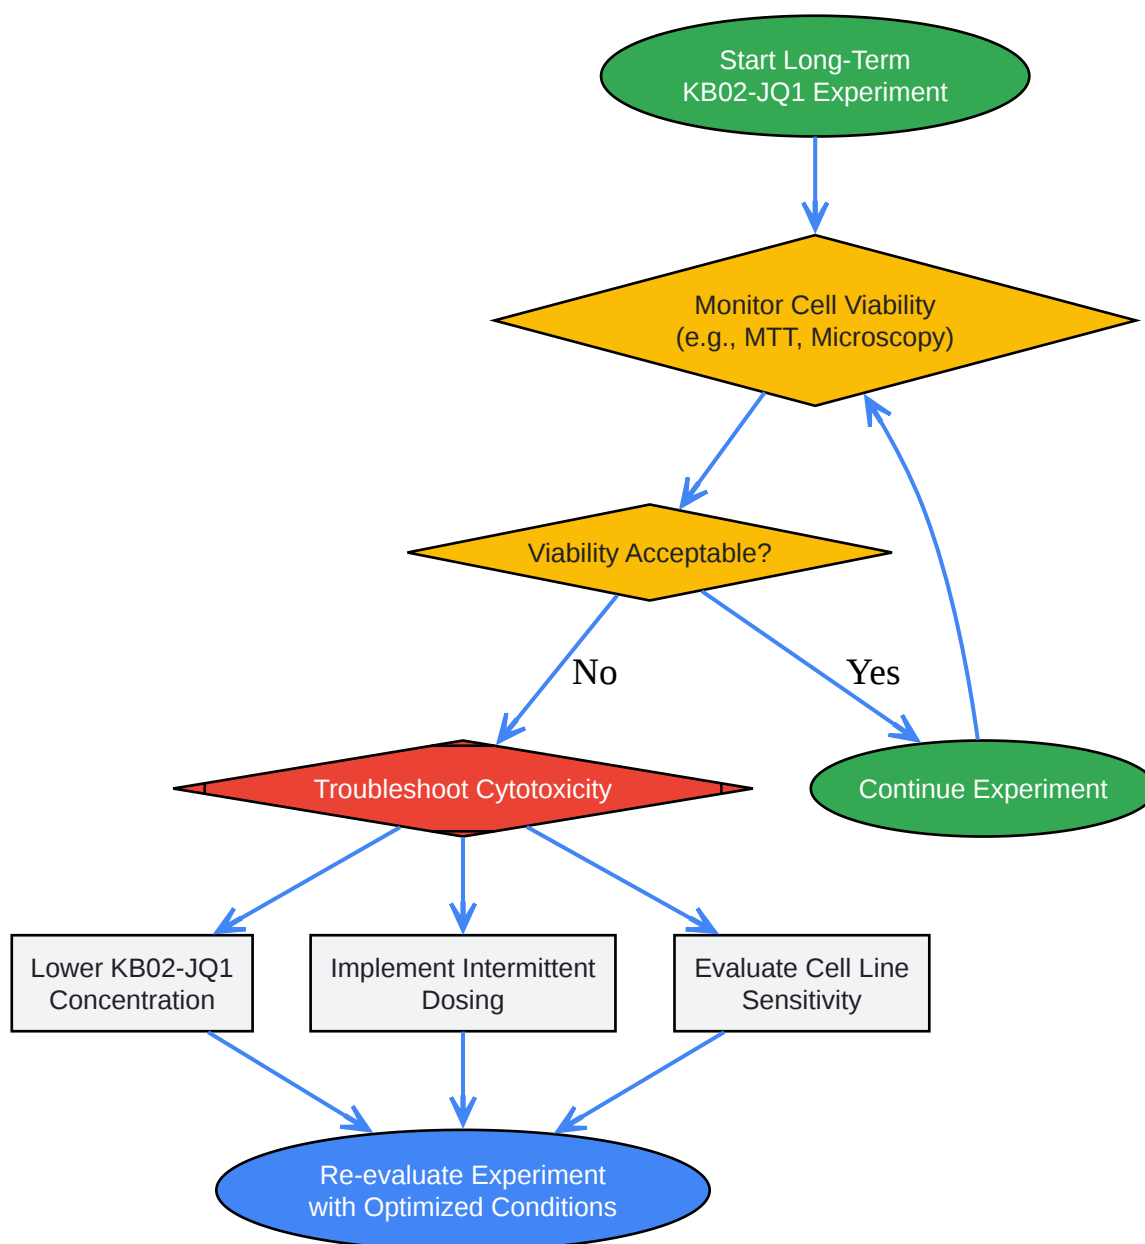 Start Long-Term
KB02-JQ1 Experiment
Monitor Cell Viability
(e.g., MTT, Microscopy)
Viability Acceptable?
No
Yes
Troubleshoot Cytotoxicity
Continue Experiment
Lower KB02-JQ1
Concentration
Implement Intermittent
Dosing
Evaluate Cell Line
Sensitivity
Re-evaluate Experiment
with Optimized Conditions